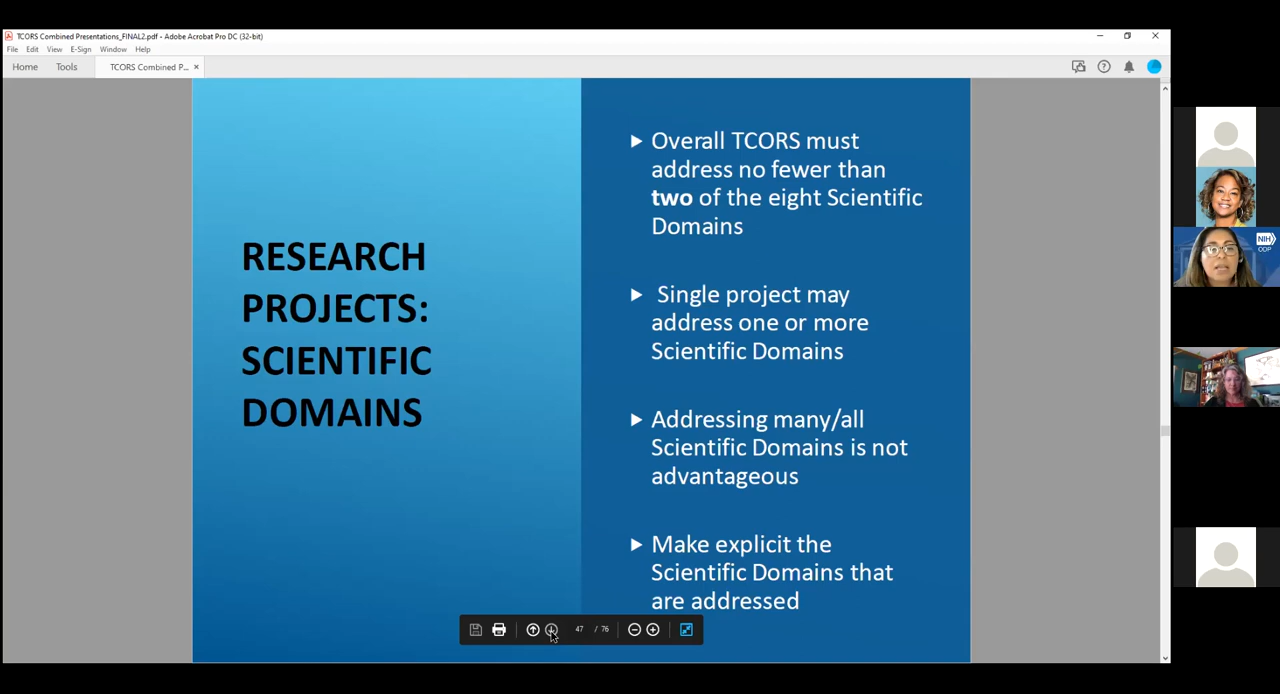 TCORS Combined Presentations_FINAL2.pdf - Adobe Acrobat Pro DC (32-bit)
File Edit View E-Sign Window Help
Home Tools TCORS Combined P... ×
RESEARCH
PROJECTS:
SCIENTIFIC
DOMAINS
Overall TCORS must
address no fewer than
two of the eight Scientific
Domains
Single project may
address one or more
Scientific Domains
Addressing many/all
Scientific Domains is not
advantageous
Make explicit the
Scientific Domains that
are addressed
47 / 76
NIH
ODP